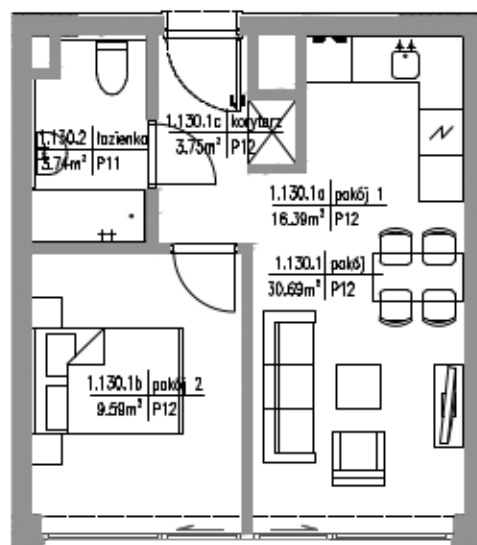 1.130.1c korytarz
3.75m² P12
1.130.2 łazienka
3.74m² P11
1.130.1a pokój 1
16.39m² P12
1.130.1 pokój
30.69m² P12
1.130.1b pokój 2
9.59m² P12